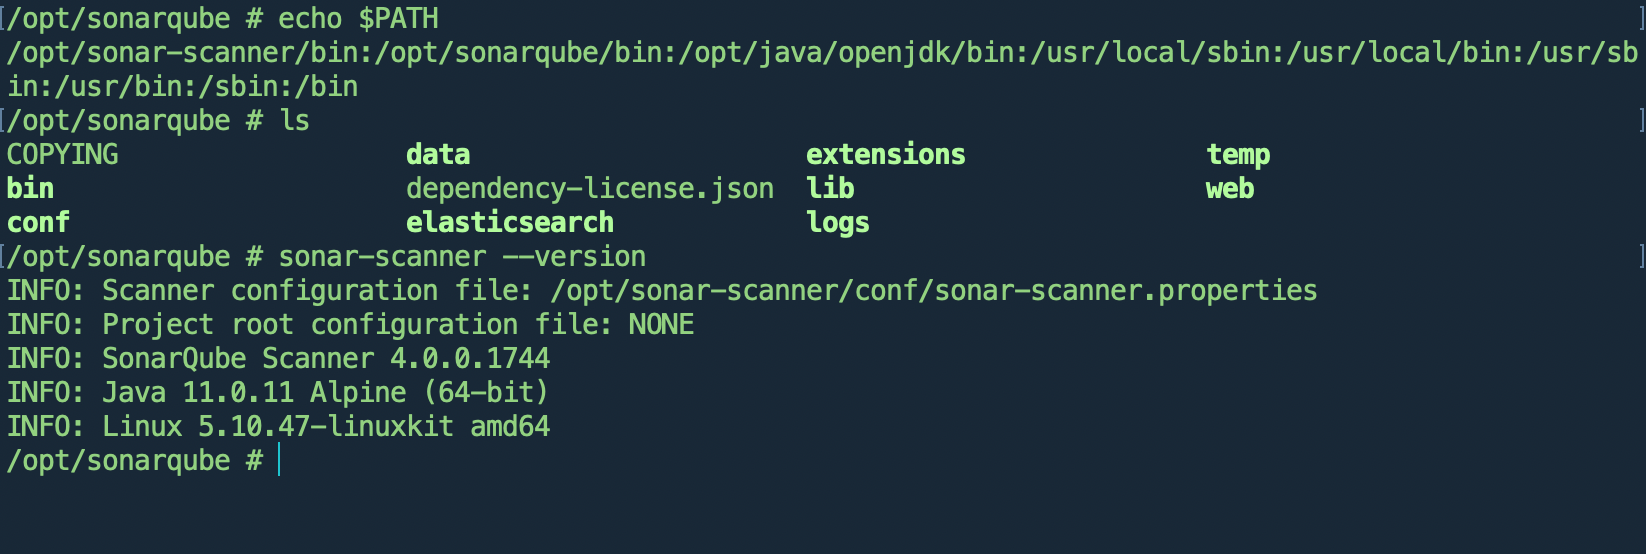 [/opt/sonarqube # echo $PATH ]
/opt/sonar-scanner/bin:/opt/sonarqube/bin:/opt/java/openjdk/bin:/usr/local/sbin:/usr/local/bin:/usr/sb
in:/usr/bin:/sbin:/bin
[/opt/sonarqube # ls ]
COPYING data extensions temp
bin dependency-license.json lib web
conf elasticsearch logs
[/opt/sonarqube # sonar-scanner --version ]
INFO: Scanner configuration file: /opt/sonar-scanner/conf/sonar-scanner.properties
INFO: Project root configuration file: NONE
INFO: SonarQube Scanner 4.0.0.1744
INFO: Java 11.0.11 Alpine (64-bit)
INFO: Linux 5.10.47-linuxkit amd64
/opt/sonarqube #